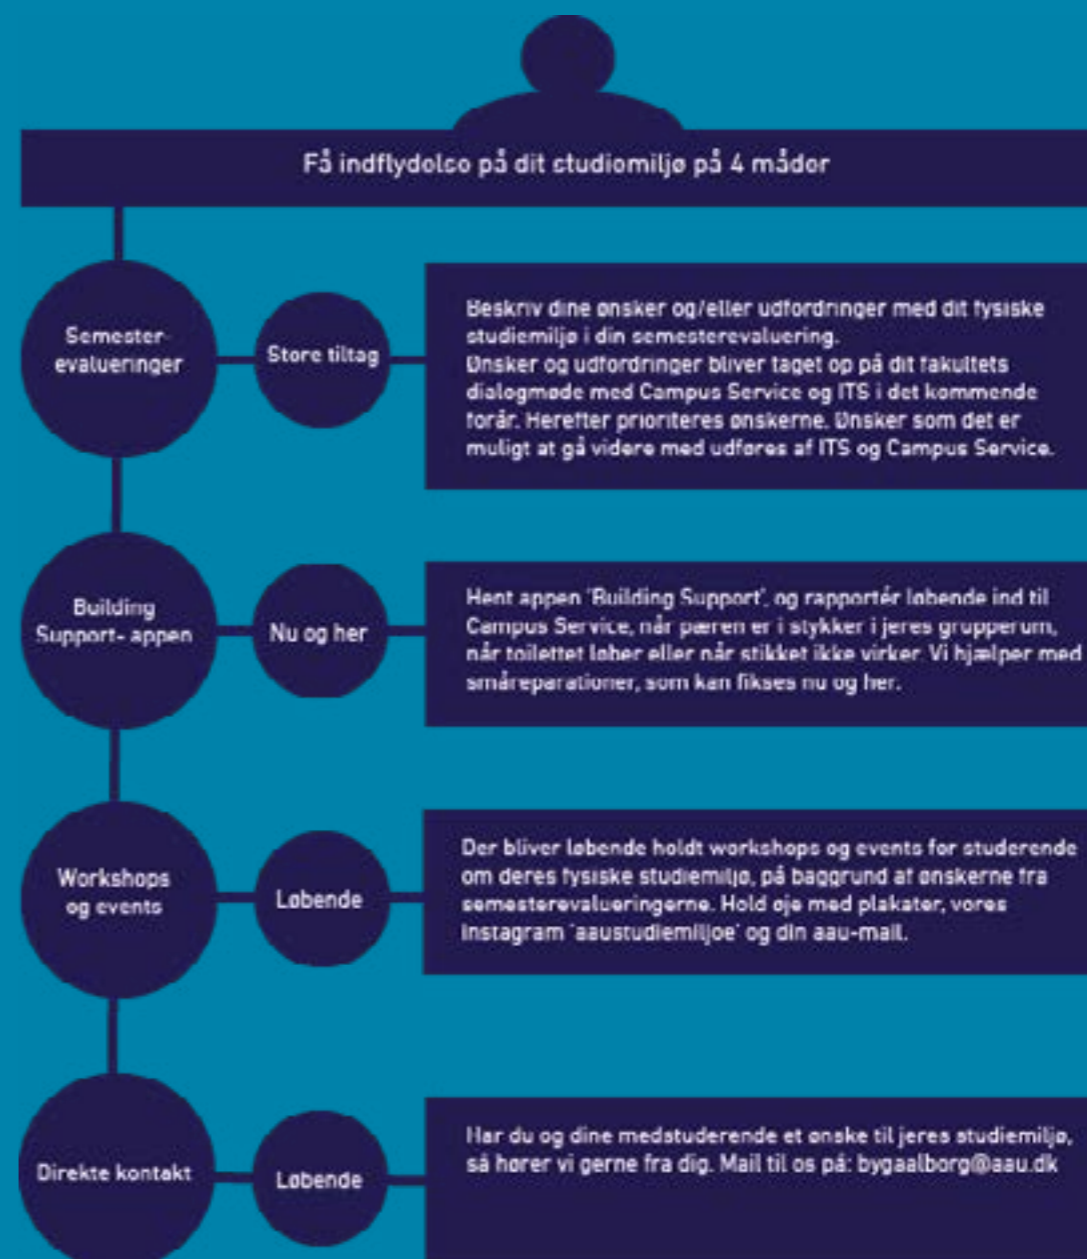 Få indflydelse på dit studiemiljø på 4 måder
Semester-
evalueringer
Store tiltag
Beskriv dine ønsker og/eller udfordringer med dit fysiske
studiemiljø i din semesterevaluering.
Ønsker og udfordringer bliver taget op på dit fakultets
dialogmøde med Campus Service og ITS i det kommende
forår. Herefter prioriteres ønskerne. Ønsker som det er
muligt at gå videre med udføres af ITS og Campus Service.
Building
Support- appen
Nu og her
Hent appen 'Building Support', og rapportér løbende ind til
Campus Service, når pæren er i stykker i jeres grupperum,
når toilettet løber eller når stikket ikke virker. Vi hjælper med
småreparationer, som kan fikses nu og her.
Workshops
og events
Løbende
Der bliver løbende holdt workshops og events for studerende
om deres fysiske studiemiljø, på baggrund af ønskerne fra
semesterevalueringerne. Hold øje med plakater, vores
instagram 'aaustudiemiljoe' og din aau-mail.
Direkte kontakt
Løbende
Har du og dine medstuderende et ønske til jeres studiemiljø,
så hører vi gerne fra dig. Mail til os på: bygaalborg@aau.dk